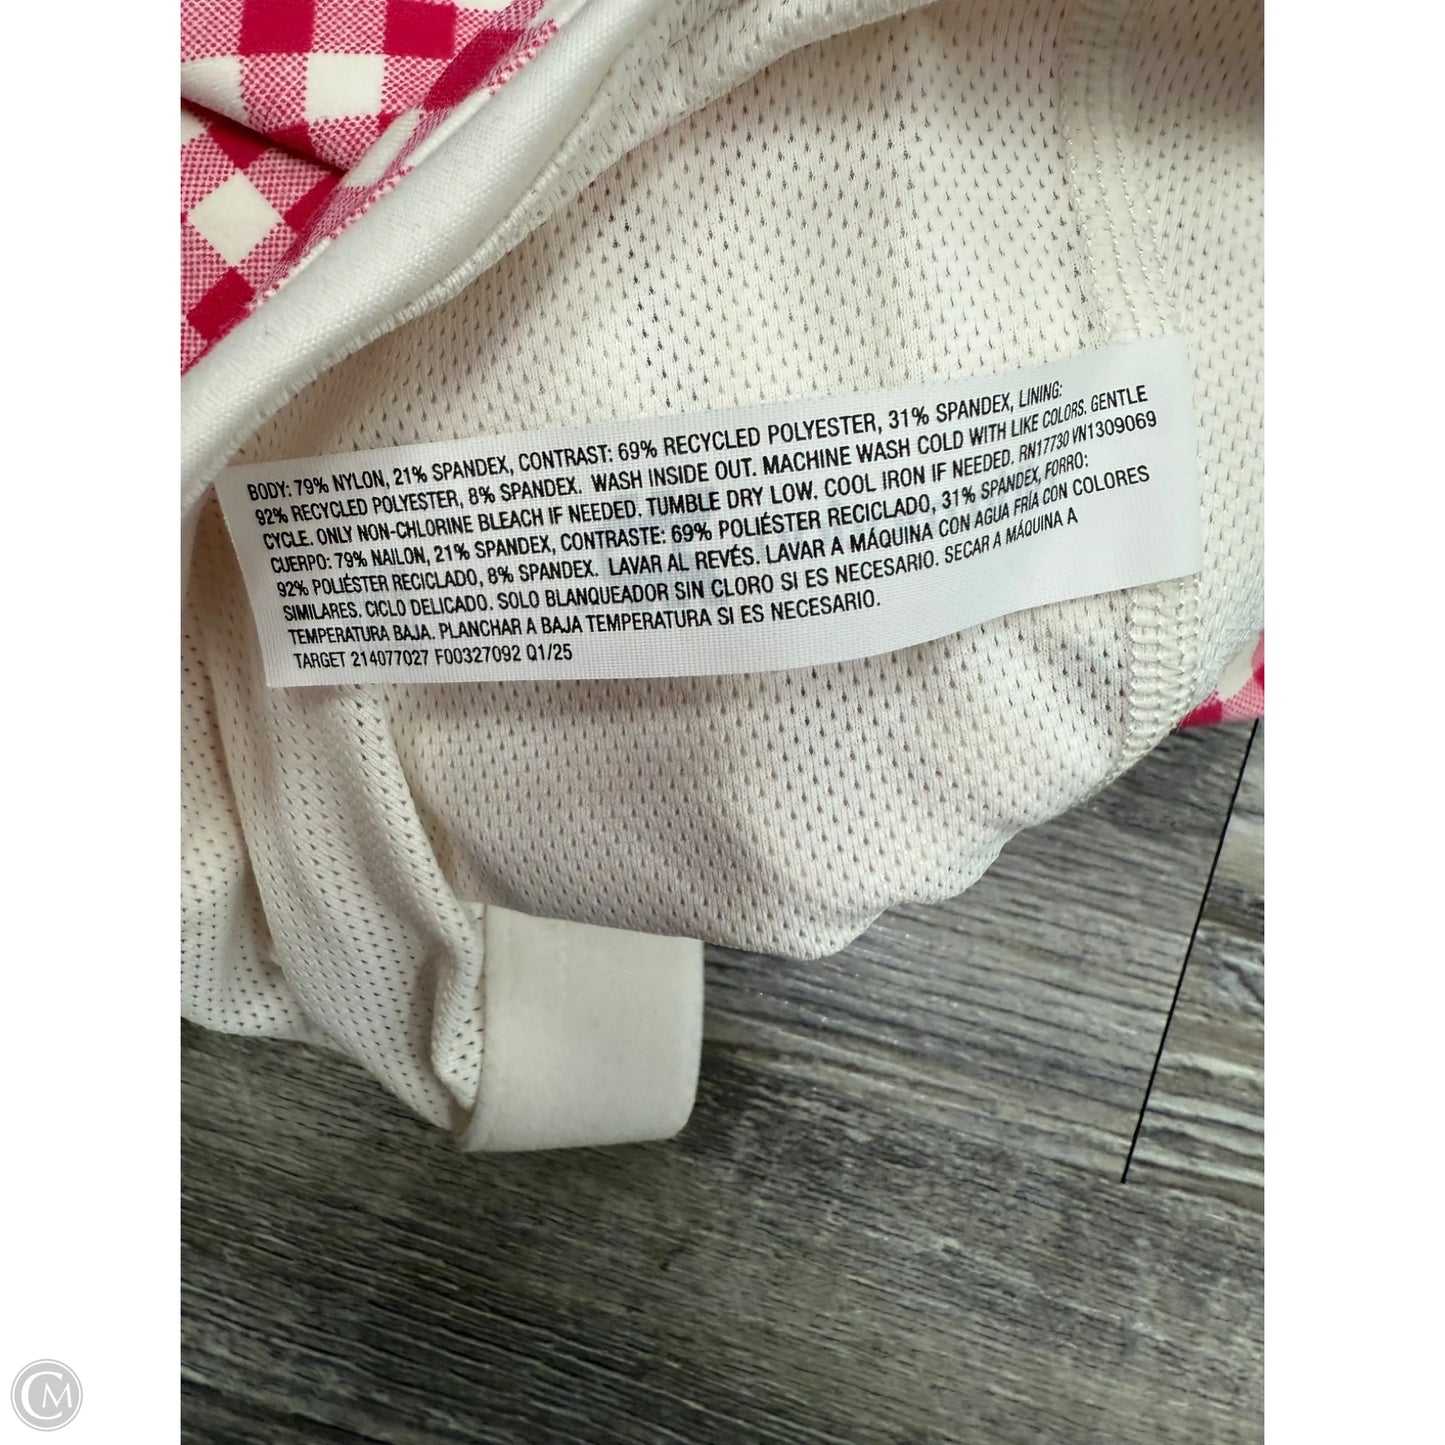 BODY: 79% NYLON, 21% SPANDEX, CONTRAST: 69% RECYCLED POLYESTER, 31% SPANDEX, LINING:
92% RECYCLED POLYESTER, 8% SPANDEX. WASH INSIDE OUT. MACHINE WASH COLD WITH LIKE COLORS. GENTLE
CYCLE. ONLY NON-CHLORINE BLEACH IF NEEDED. TUMBLE DRY LOW. COOL IRON IF NEEDED. RN17730 VN1309069
CUERPO: 79% NAILON, 21% SPANDEX, CONTRASTE: 69% POLIÉSTER RECICLADO, 31% SPANDEX, FORRO:
92% POLIÉSTER RECICLADO, 8% SPANDEX. LAVAR AL REVÉS. LAVAR A MÁQUINA CON AGUA FRÍA CON COLORES
SIMILARES. CICLO DELICADO. SOLO BLANQUEADOR SIN CLORO SI ES NECESARIO. SECAR A MÁQUINA A
TEMPERATURA BAJA. PLANCHAR A BAJA TEMPERATURA SI ES NECESARIO.
TARGET 214077027 F00327092 Q1/25
CM